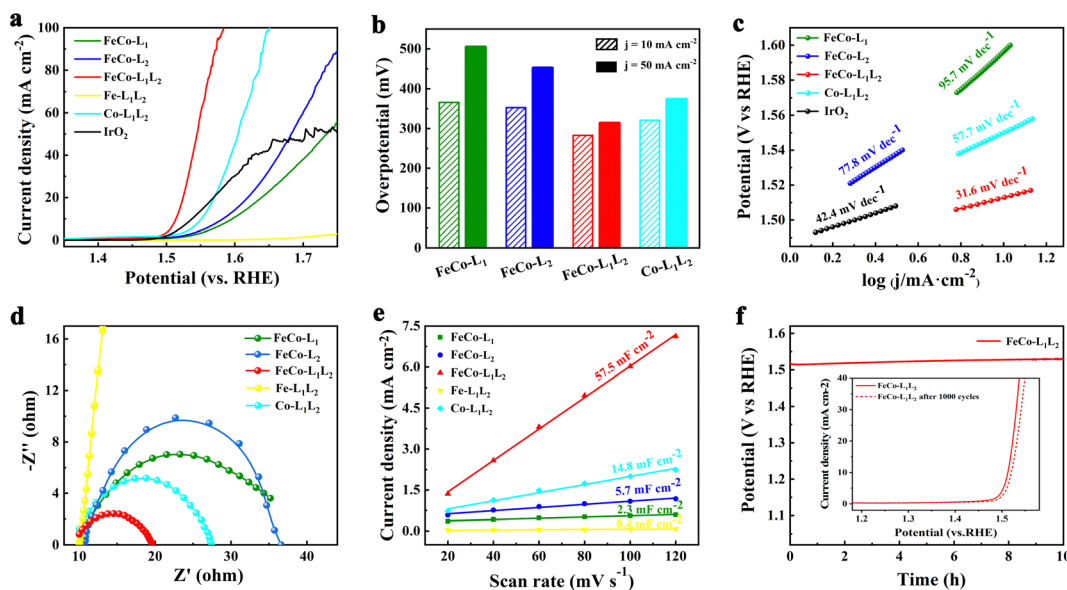 a
Current density (mA cm⁻²)
100
80
60
40
20
0
FeCo-L₁
FeCo-L₂
FeCo-L₁L₂
Fe-L₁L₂
Co-L₁L₂
IrO₂
1.4
1.5
1.6
1.7
Potential (vs. RHE)
b
Overpotential (mV)
500
400
300
200
100
0
j = 10 mA cm⁻²
j = 50 mA cm⁻²
FeCo-L₁
FeCo-L₂
FeCo-L₁L₂
Co-L₁L₂
c
Potential (V vs RHE)
1.60
1.58
1.56
1.54
1.52
1.50
FeCo-L₁
FeCo-L₂
FeCo-L₁L₂
Co-L₁L₂
IrO₂
95.7 mV dec⁻¹
57.7 mV dec⁻¹
77.8 mV dec⁻¹
31.6 mV dec⁻¹
42.4 mV dec⁻¹
0.0
0.2
0.4
0.6
0.8
1.0
1.2
log (j/mA·cm⁻²)
d
-Z'' (ohm)
16
12
8
4
0
FeCo-L₁
FeCo-L₂
FeCo-L₁L₂
Fe-L₁L₂
Co-L₁L₂
10
20
30
40
Z' (ohm)
e
Current density (mA cm⁻²)
7.5
6.0
4.5
3.0
1.5
0.0
FeCo-L₁
FeCo-L₂
FeCo-L₁L₂
Fe-L₁L₂
Co-L₁L₂
57.5 mF cm⁻²
14.8 mF cm⁻²
5.7 mF cm⁻²
2.3 mF cm⁻²
mF cm⁻²
20
40
60
80
100
120
Scan rate (mV s⁻¹)
f
Potential (V vs RHE)
1.6
1.5
1.4
1.3
1.2
1.1
FeCo-L₁L₂
Current density (mA cm-2)
40
30
20
10
0
FeCo-L₁L₂
FeCo-L₁L₂ after 1000 cycles
1.2
1.3
1.4
1.5
Potential (vs.RHE)
0
2
4
6
8
10
Time (h)